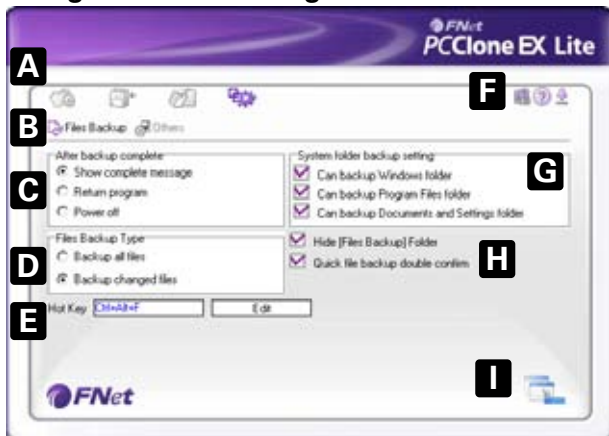 FNet
PCClone EX Lite
A
F
B
Files Backup Others
After backup complete
Show complete message
Return program
Power off
C
System folder backup setting
G
Can backup Windows folder
Can backup Program Files folder
Can backup Documents and Settings folder
Files Backup Type
Backup all files
Backup changed files
D
Hide [Files Backup] Folder
Quick file backup double confirm
H
E
Hot Key Ctrl+Alt+F Edit
I
FNet